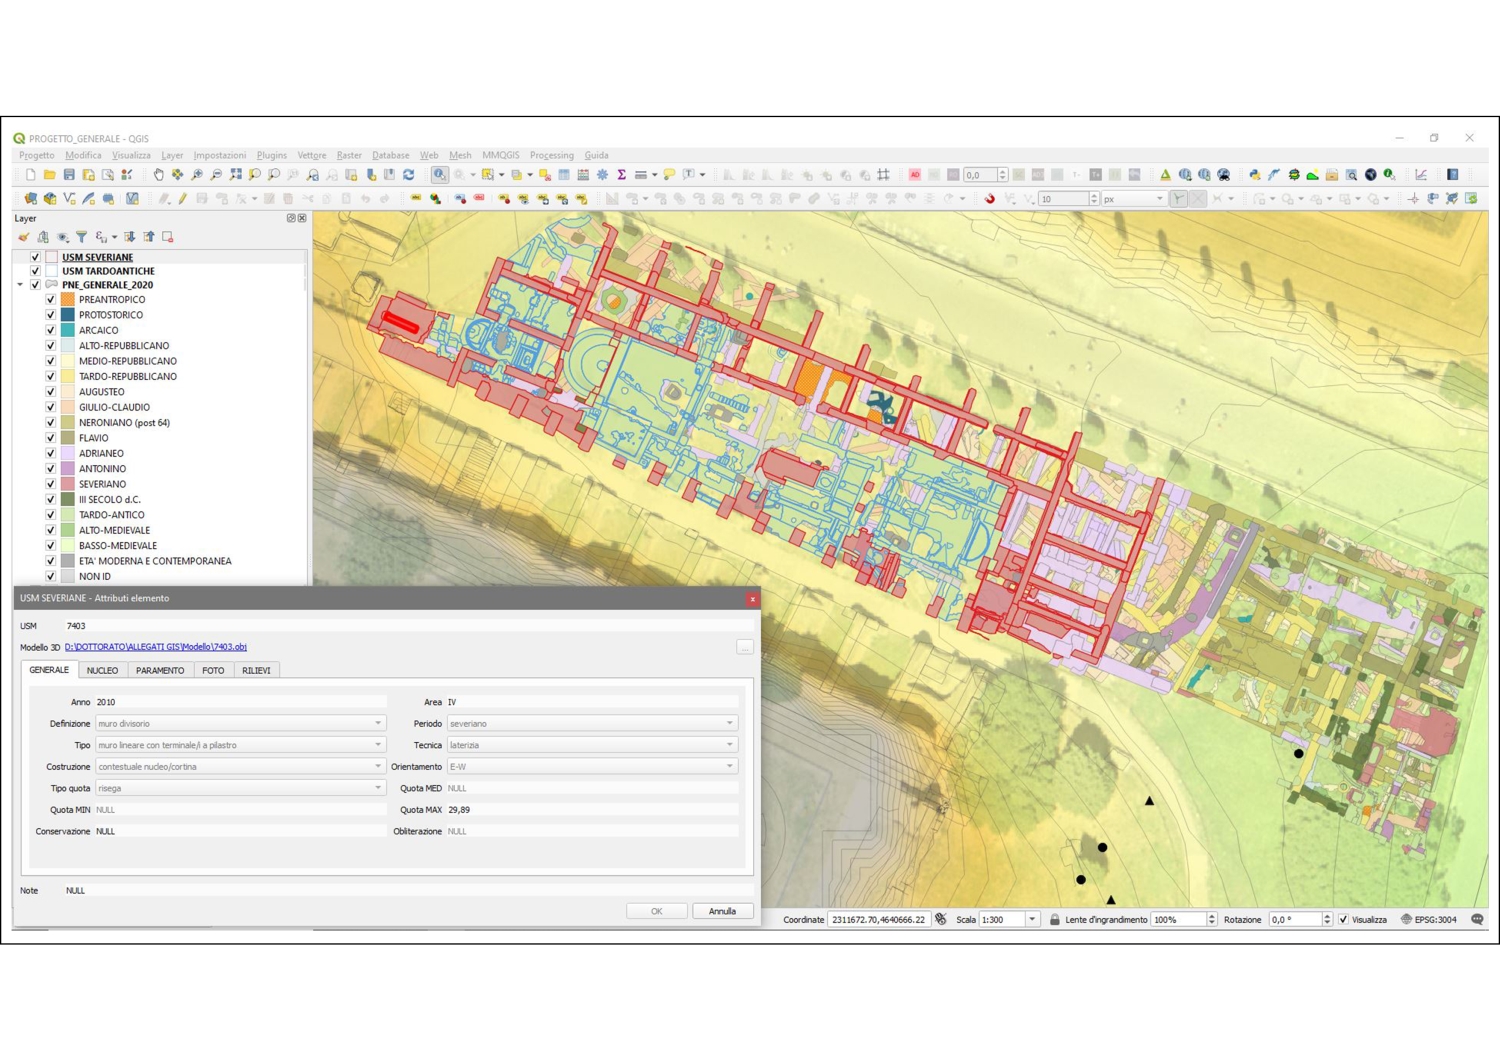 PROGETTO_GENERALE - QGIS
Progetto Modifica Visualizza Layer Impostazioni Plugins Vettore Raster Database Web Mesh MMQGIS Processing Guida
0,0
10 px
Layer
USM SEVERIANE
USM TARDOANTICHE
PNE_GENERALE_2020
PREANTROPICO
PROTOSTORICO
ARCAICO
ALTO-REPUBBLICANO
MEDIO-REPUBBLICANO
TARDO-REPUBBLICANO
AUGUSTEO
GIULIO-CLAUDIO
NERONIANO (post 64)
FLAVIO
ADRIANEO
ANTONINO
SEVERIANO
III SECOLO d.C.
TARDO-ANTICO
ALTO-MEDIEVALE
BASSO-MEDIEVALE
ETA' MODERNA E CONTEMPORANEA
NON ID
USM SEVERIANE - Attributi elemento
USM 7403
Modello 3D D:\DOTTORATO\ALLEGATI GIS\Modello\7403.obj ...
GENERALE NUCLEO PARAMENTO FOTO RILIEVI
Anno 2010 Area IV
Definizione muro divisorio Periodo severiano
Tipo muro lineare con terminale/i a pilastro Tecnica laterizia
Costruzione contestuale nucleo/cortina Orientamento E-W
Tipo quota risega Quota MED NULL
Quota MIN NULL Quota MAX 29,89
Conservazione NULL Obliterazione NULL
Note NULL
OK Annulla
Coordinate 2311672.70,4640666.22 Scala 1:300 Lente d'ingrandimento 100% Rotazione 0,0 ° Visualizza EPSG:3004